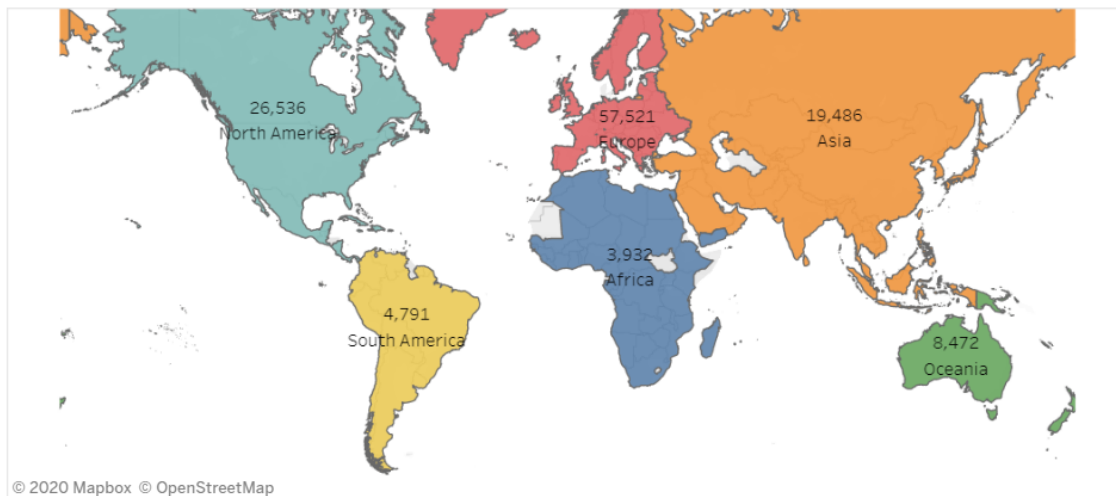 26,536
North America
57,521
Europe
19,486
Asia
3,932
Africa
4,791
South America
8,472
Oceania
© 2020 Mapbox © OpenStreetMap